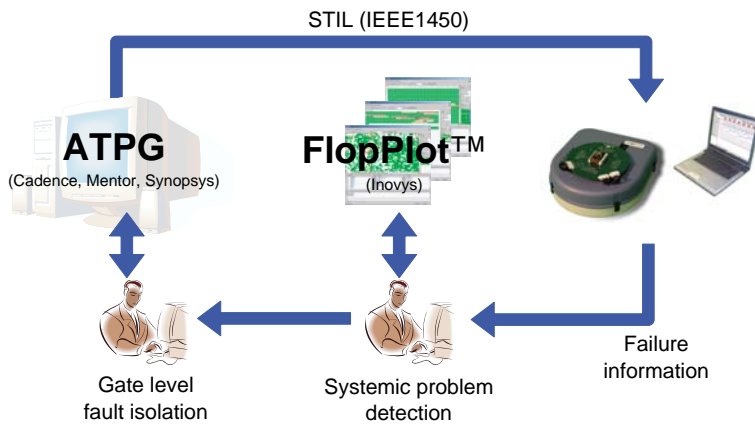 STIL (IEEE1450)
ATPG
(Cadence, Mentor, Synopsys)
FlopPlot™
(Inovys)
Gate level
fault isolation
Systemic problem
detection
Failure
information